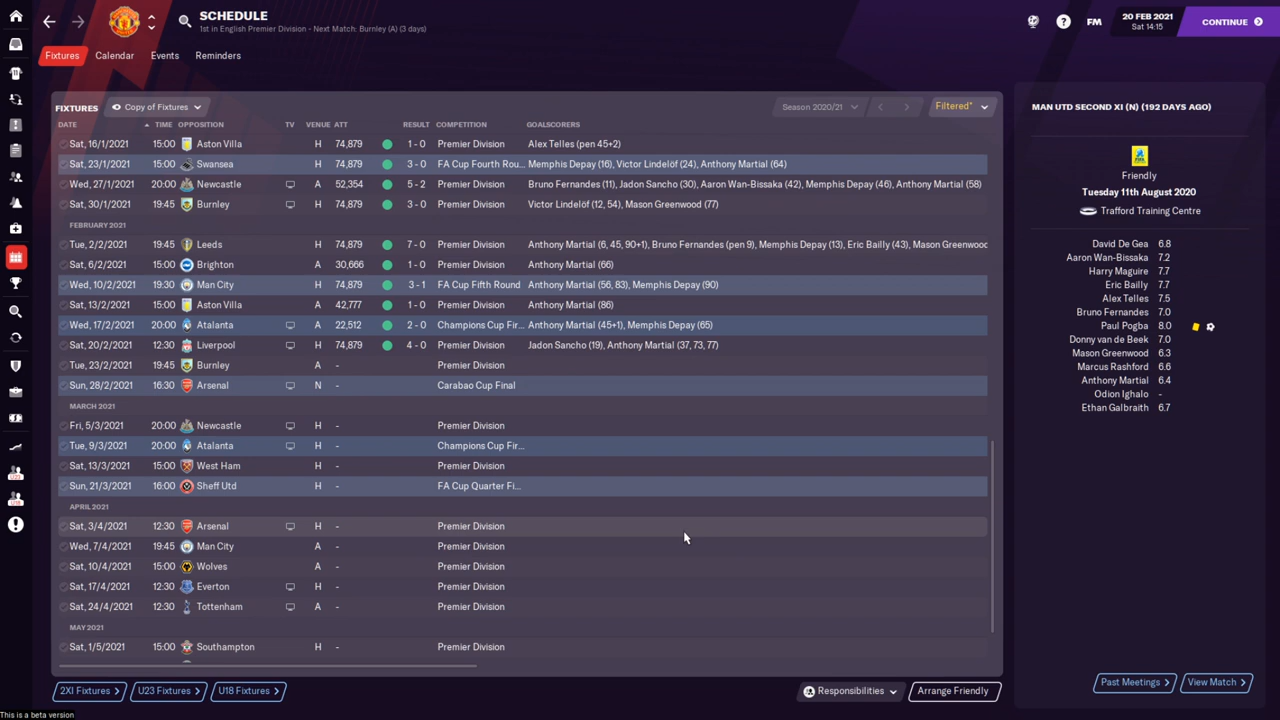 SCHEDULE
1st in English Premier Division - Next Match: Burnley (A) (3 days)
FM
20 FEB 2021
Sat 14:15
CONTINUE
Fixtures Calendar Events Reminders
FIXTURES Copy of Fixtures Season 2020/21 Filtered*
DATE TIME OPPOSITION TV VENUE ATT RESULT COMPETITION GOALSCORERS
Sat, 16/1/2021 15:00 Aston Villa H 74,879 1 - 0 Premier Division Alex Telles (pen 45+2)
Sat, 23/1/2021 15:00 Swansea H 74,879 3 - 0 FA Cup Fourth Rou... Memphis Depay (16), Victor Lindelöf (24), Anthony Martial (64)
Wed, 27/1/2021 20:00 Newcastle A 52,354 5 - 2 Premier Division Bruno Fernandes (11), Jadon Sancho (30), Aaron Wan-Bissaka (42), Memphis Depay (46), Anthony Martial (58)
Sat, 30/1/2021 19:45 Burnley H 74,879 3 - 0 Premier Division Victor Lindelöf (12, 54), Mason Greenwood (77)
FEBRUARY 2021
Tue, 2/2/2021 19:45 Leeds H 74,879 7 - 0 Premier Division Anthony Martial (6, 45, 90+1), Bruno Fernandes (pen 9), Memphis Depay (13), Eric Bailly (43), Mason Greenwood
Sat, 6/2/2021 15:00 Brighton A 30,666 1 - 0 Premier Division Anthony Martial (66)
Wed, 10/2/2021 19:30 Man City H 74,879 3 - 1 FA Cup Fifth Round Anthony Martial (56, 83), Memphis Depay (90)
Sat, 13/2/2021 15:00 Aston Villa A 42,777 1 - 0 Premier Division Anthony Martial (86)
Wed, 17/2/2021 20:00 Atalanta A 22,512 2 - 0 Champions Cup Fir... Anthony Martial (45+1), Memphis Depay (65)
Sat, 20/2/2021 12:30 Liverpool H 74,879 4 - 0 Premier Division Jadon Sancho (19), Anthony Martial (37, 73, 77)
Tue, 23/2/2021 19:45 Burnley A - Premier Division
Sun, 28/2/2021 16:30 Arsenal N - Carabao Cup Final
MARCH 2021
Fri, 5/3/2021 20:00 Newcastle H - Premier Division
Tue, 9/3/2021 20:00 Atalanta H - Champions Cup Fir...
Sat, 13/3/2021 15:00 West Ham H - Premier Division
Sun, 21/3/2021 16:00 Sheff Utd H - FA Cup Quarter Fi...
APRIL 2021
Sat, 3/4/2021 12:30 Arsenal H - Premier Division
Wed, 7/4/2021 19:45 Man City A - Premier Division
Sat, 10/4/2021 15:00 Wolves A - Premier Division
Sat, 17/4/2021 12:30 Everton H - Premier Division
Sat, 24/4/2021 12:30 Tottenham A - Premier Division
MAY 2021
Sat, 1/5/2021 15:00 Southampton H - Premier Division
2XI Fixtures U23 Fixtures U18 Fixtures Responsibilities Arrange Friendly
MAN UTD SECOND XI (N) (192 DAYS AGO)
Friendly
Tuesday 11th August 2020
Trafford Training Centre
David De Gea 6.8
Aaron Wan-Bissaka 7.2
Harry Maguire 7.7
Eric Bailly 7.7
Alex Telles 7.5
Bruno Fernandes 7.0
Paul Pogba 8.0
Donny van de Beek 7.0
Mason Greenwood 6.3
Marcus Rashford 6.6
Anthony Martial 6.4
Odion Ighalo -
Ethan Galbraith 6.7
Past Meetings View Match
This is a beta version